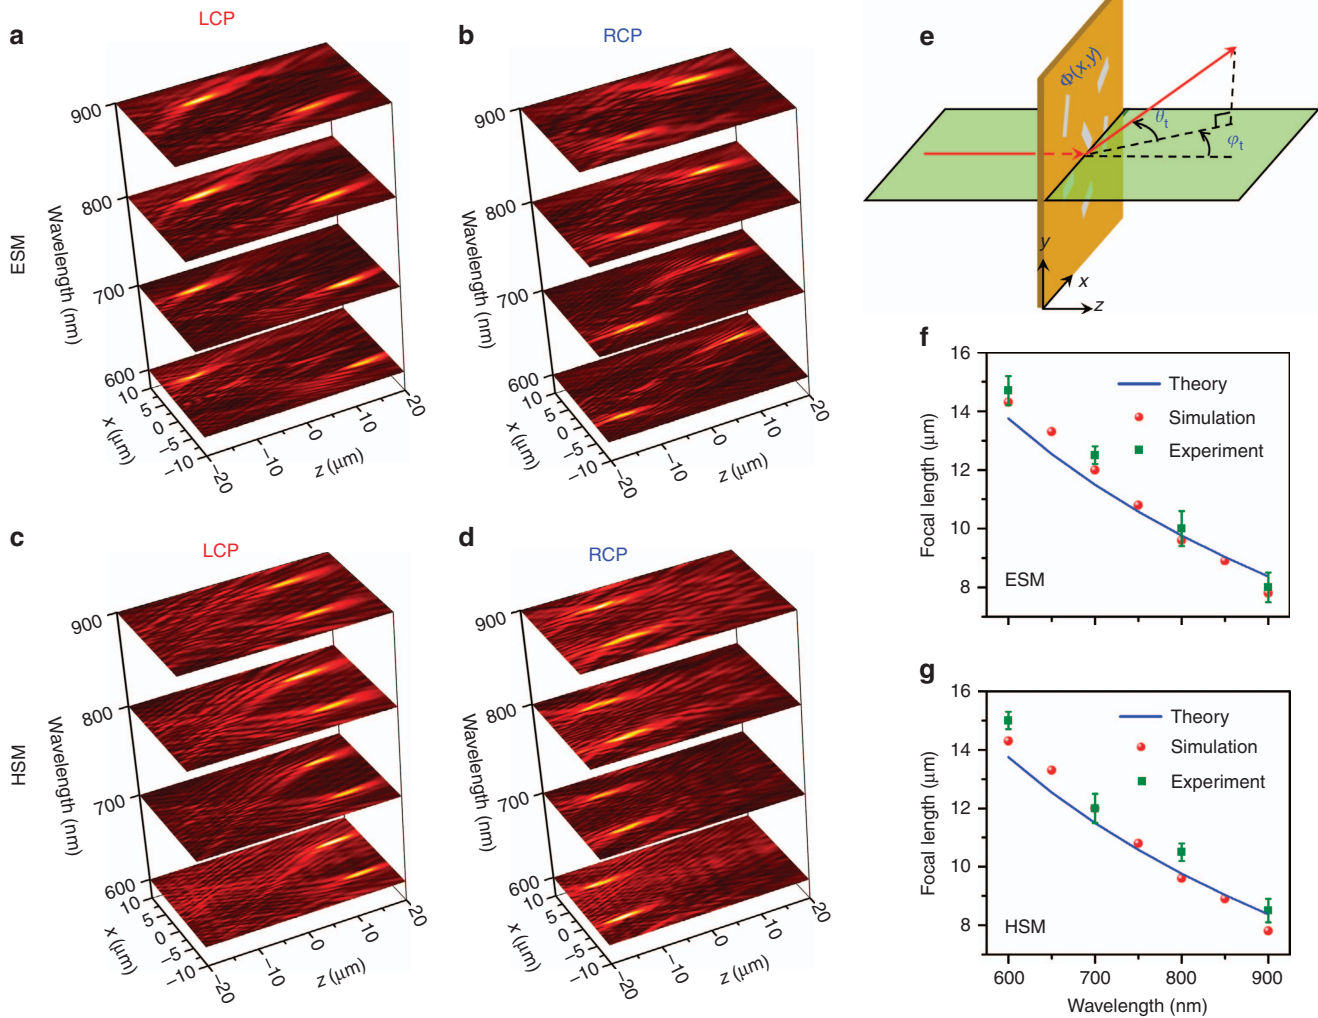 a
LCP
900
800
700
600
Wavelength (nm)
ESM
10
5
0
−5
−10
x (μm)
−20
−10
0
10
20
z (μm)
b
RCP
900
800
700
600
Wavelength (nm)
10
5
0
−5
−10
x (μm)
−20
−10
0
10
20
z (μm)
c
LCP
900
800
700
600
Wavelength (nm)
HSM
10
5
0
−5
−10
x (μm)
−20
−10
0
10
20
z (μm)
d
RCP
900
800
700
600
Wavelength (nm)
10
5
0
−5
−10
x (μm)
−20
−10
0
10
20
z (μm)
e
Φ(x,y)
θt
φt
y
x
z
f
16
14
12
10
8
Focal length (μm)
Theory
Simulation
Experiment
ESM
g
16
14
12
10
8
Focal length (μm)
Theory
Simulation
Experiment
HSM
600 700 800 900
Wavelength (nm)